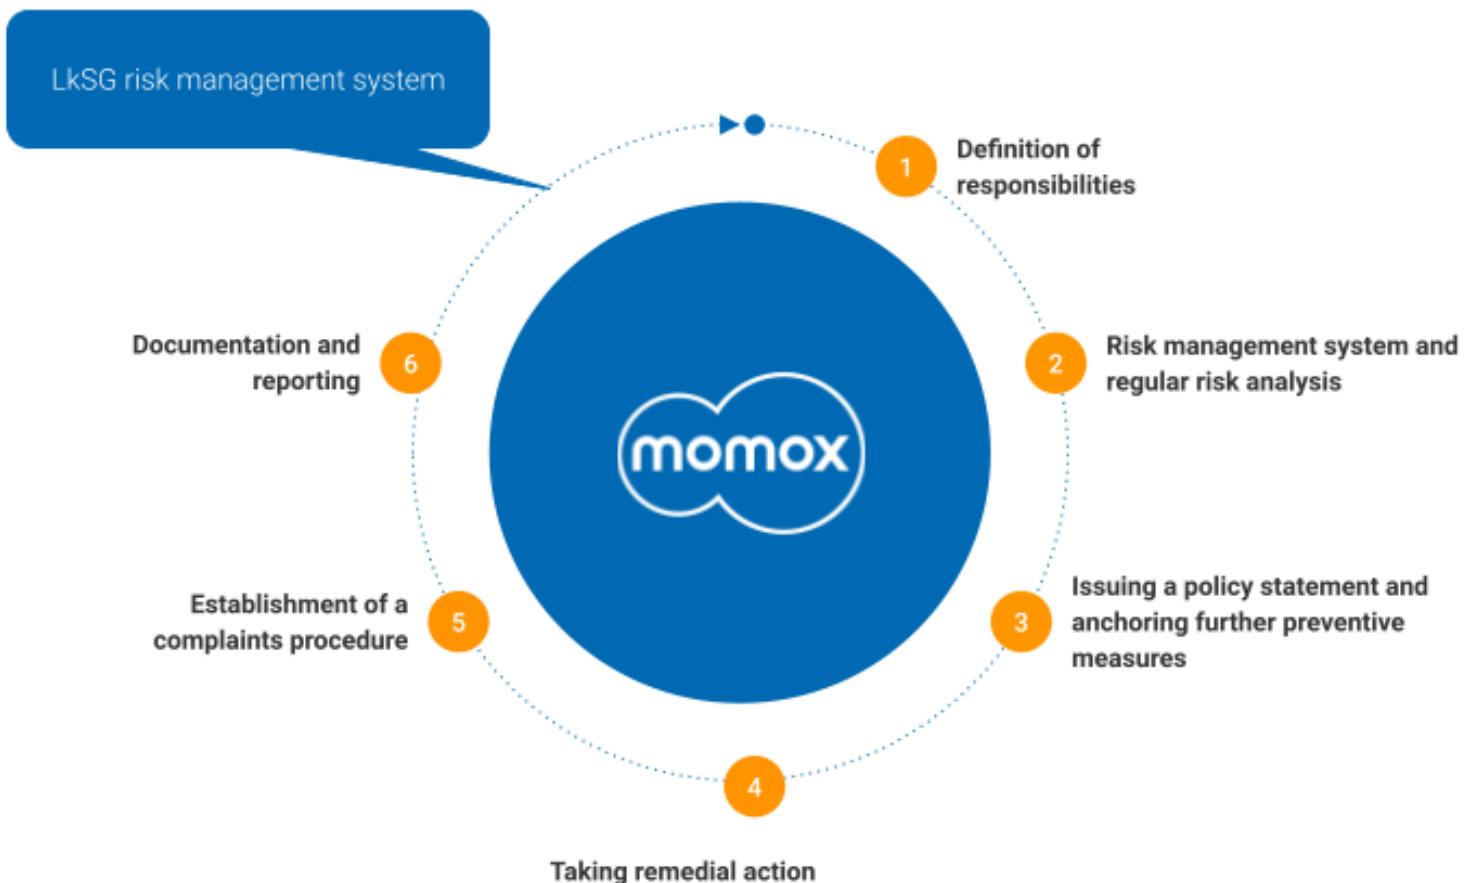 LkSG risk management system
1
Definition of
responsibilities
2
Risk management system and
regular risk analysis
3
Issuing a policy statement and
anchoring further preventive
measures
4
Taking remedial action
5
Establishment of a
complaints procedure
6
Documentation and
reporting
momox